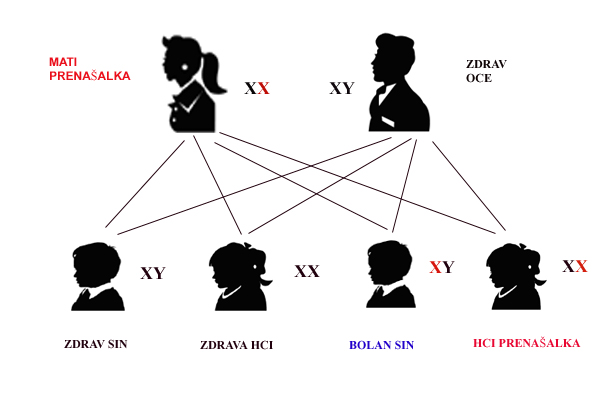 MATI
PRENAŠALKA
XX
XY
ZDRAV
OCE
XY
XX
XY
XX
ZDRAV SIN
ZDRAVA HCI
BOLAN SIN
HCI PRENAŠALKA